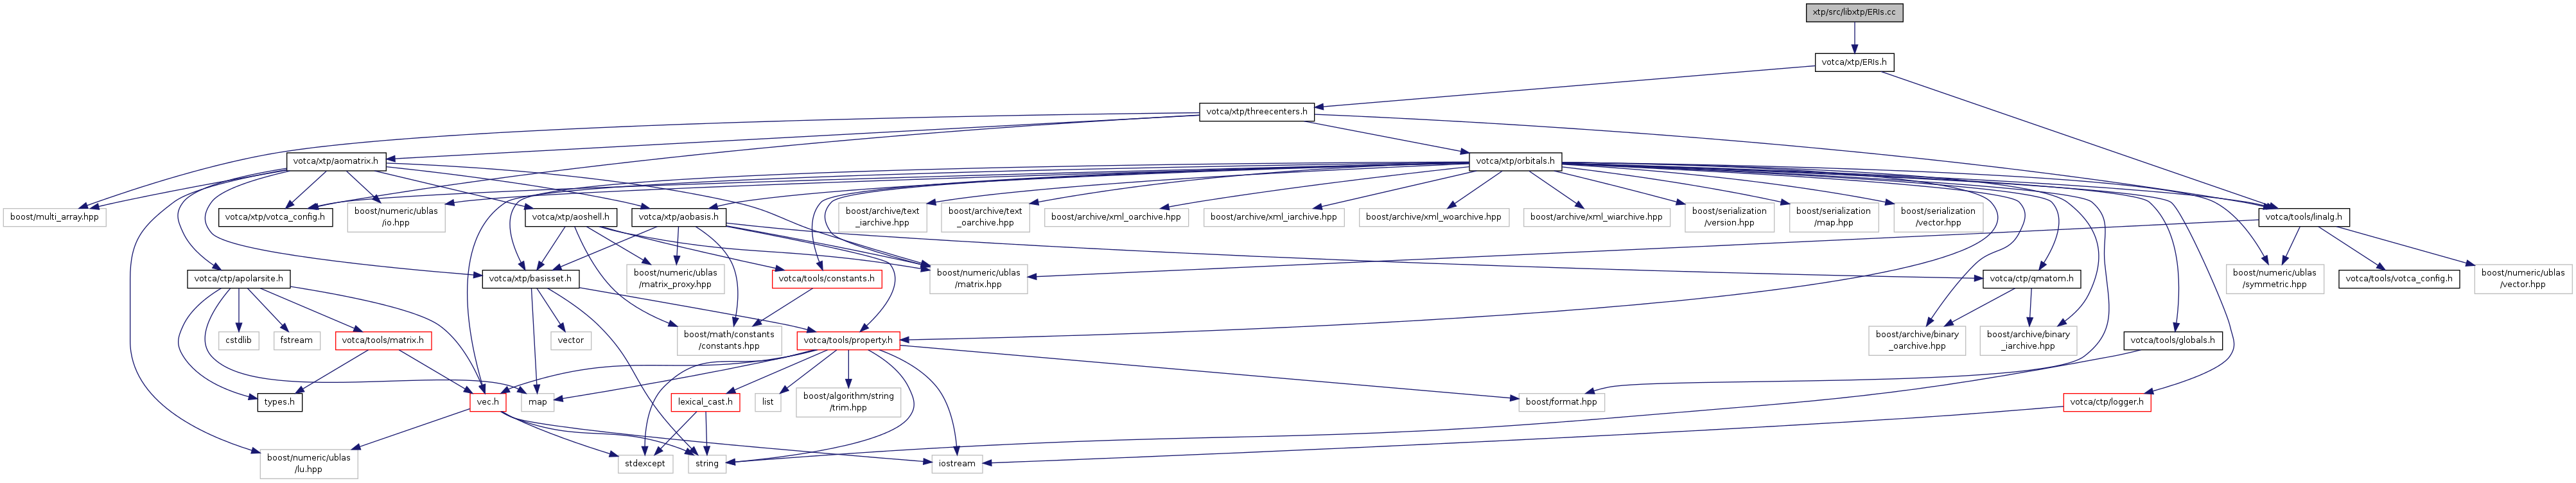 xtp/src/libxtp/ERIs.cc
votca/xtp/ERIs.h
votca/xtp/threecenters.h
votca/xtp/aomatrix.h
votca/xtp/orbitals.h
boost/multi_array.hpp
votca/xtp/votca_config.h
boost/numeric/ublas
/io.hpp
votca/xtp/aoshell.h
votca/xtp/aobasis.h
boost/archive/text
_iarchive.hpp
boost/archive/text
_oarchive.hpp
boost/archive/xml_oarchive.hpp
boost/archive/xml_iarchive.hpp
boost/archive/xml_woarchive.hpp
boost/archive/xml_wiarchive.hpp
boost/serialization
/version.hpp
boost/serialization
/map.hpp
boost/serialization
/vector.hpp
votca/tools/linalg.h
votca/ctp/apolarsite.h
votca/xtp/basisset.h
boost/numeric/ublas
/matrix_proxy.hpp
votca/tools/constants.h
boost/numeric/ublas
/matrix.hpp
votca/ctp/qmatom.h
boost/numeric/ublas
/symmetric.hpp
votca/tools/votca_config.h
boost/numeric/ublas
/vector.hpp
cstdlib
fstream
votca/tools/matrix.h
vector
boost/math/constants
/constants.hpp
votca/tools/property.h
boost/archive/binary
_oarchive.hpp
boost/archive/binary
_iarchive.hpp
votca/tools/globals.h
types.h
vec.h
map
lexical_cast.h
list
boost/algorithm/string
/trim.hpp
boost/format.hpp
votca/ctp/logger.h
boost/numeric/ublas
/lu.hpp
stdexcept
string
iostream